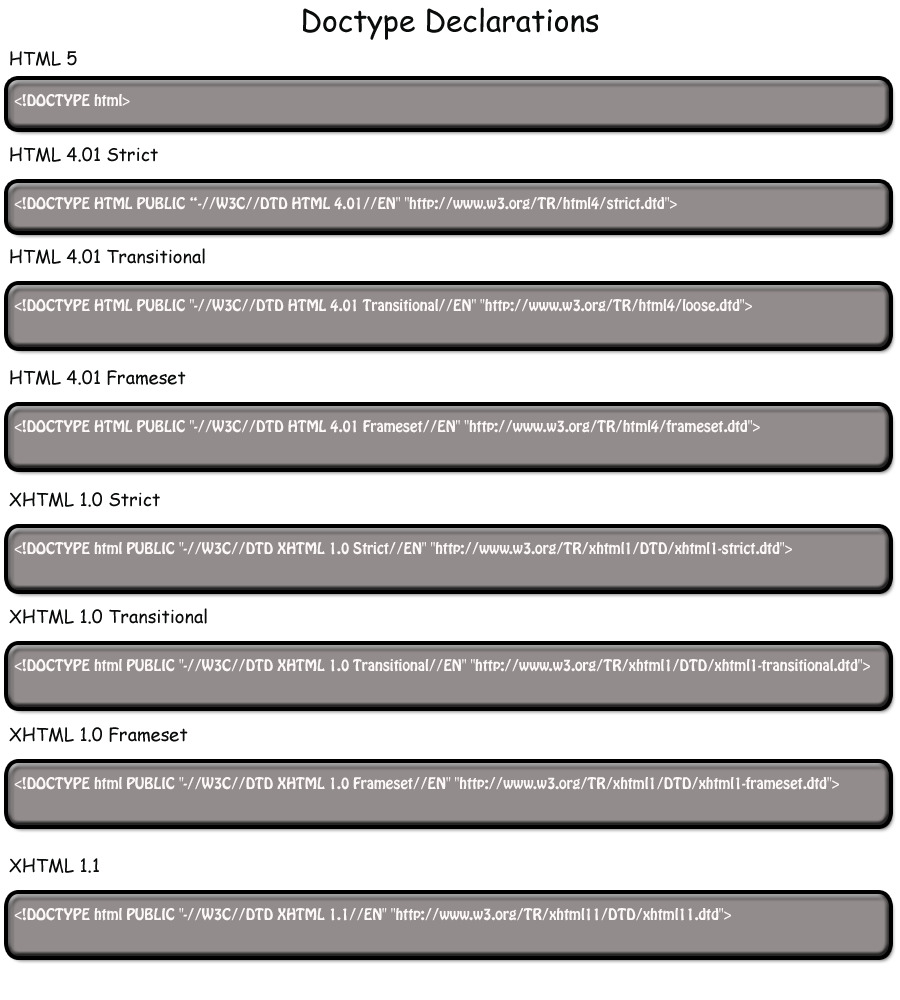 Doctype Declarations
HTML 5
<!DOCTYPE html>
HTML 4.01 Strict
<!DOCTYPE HTML PUBLIC “-//W3C//DTD HTML 4.01//EN" "http://www.w3.org/TR/html4/strict.dtd">
HTML 4.01 Transitional
<!DOCTYPE HTML PUBLIC "-//W3C//DTD HTML 4.01 Transitional//EN" "http://www.w3.org/TR/html4/loose.dtd">
HTML 4.01 Frameset
<!DOCTYPE HTML PUBLIC "-//W3C//DTD HTML 4.01 Frameset//EN" "http://www.w3.org/TR/html4/frameset.dtd">
XHTML 1.0 Strict
<!DOCTYPE html PUBLIC "-//W3C//DTD XHTML 1.0 Strict//EN" "http://www.w3.org/TR/xhtml1/DTD/xhtml1-strict.dtd">
XHTML 1.0 Transitional
<!DOCTYPE html PUBLIC "-//W3C//DTD XHTML 1.0 Transitional//EN" "http://www.w3.org/TR/xhtml1/DTD/xhtml1-transitional.dtd">
XHTML 1.0 Frameset
<!DOCTYPE html PUBLIC "-//W3C//DTD XHTML 1.0 Frameset//EN" "http://www.w3.org/TR/xhtml1/DTD/xhtml1-frameset.dtd">
XHTML 1.1
<!DOCTYPE html PUBLIC "-//W3C//DTD XHTML 1.1//EN" "http://www.w3.org/TR/xhtml11/DTD/xhtml11.dtd">